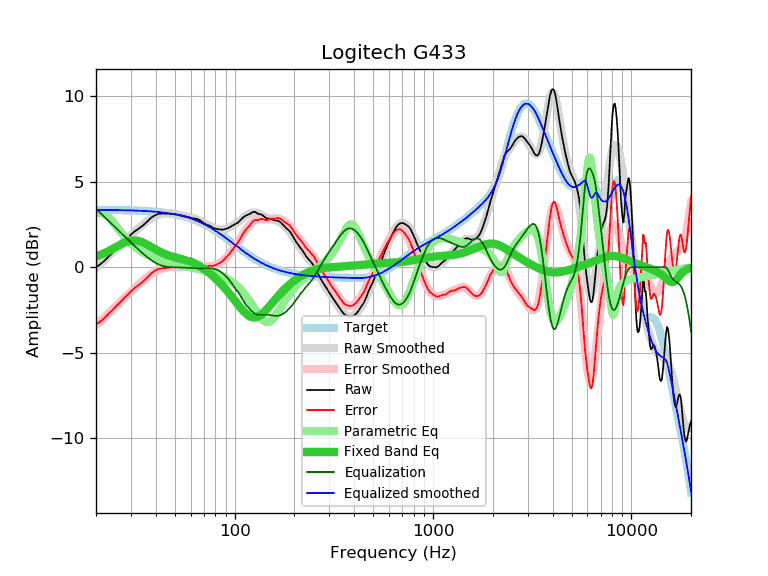 Logitech G433
Amplitude (dBr)
10
5
0
−5
−10
Target
Raw Smoothed
Error Smoothed
Raw
Error
Parametric Eq
Fixed Band Eq
Equalization
Equalized smoothed
100
1000
10000
Frequency (Hz)